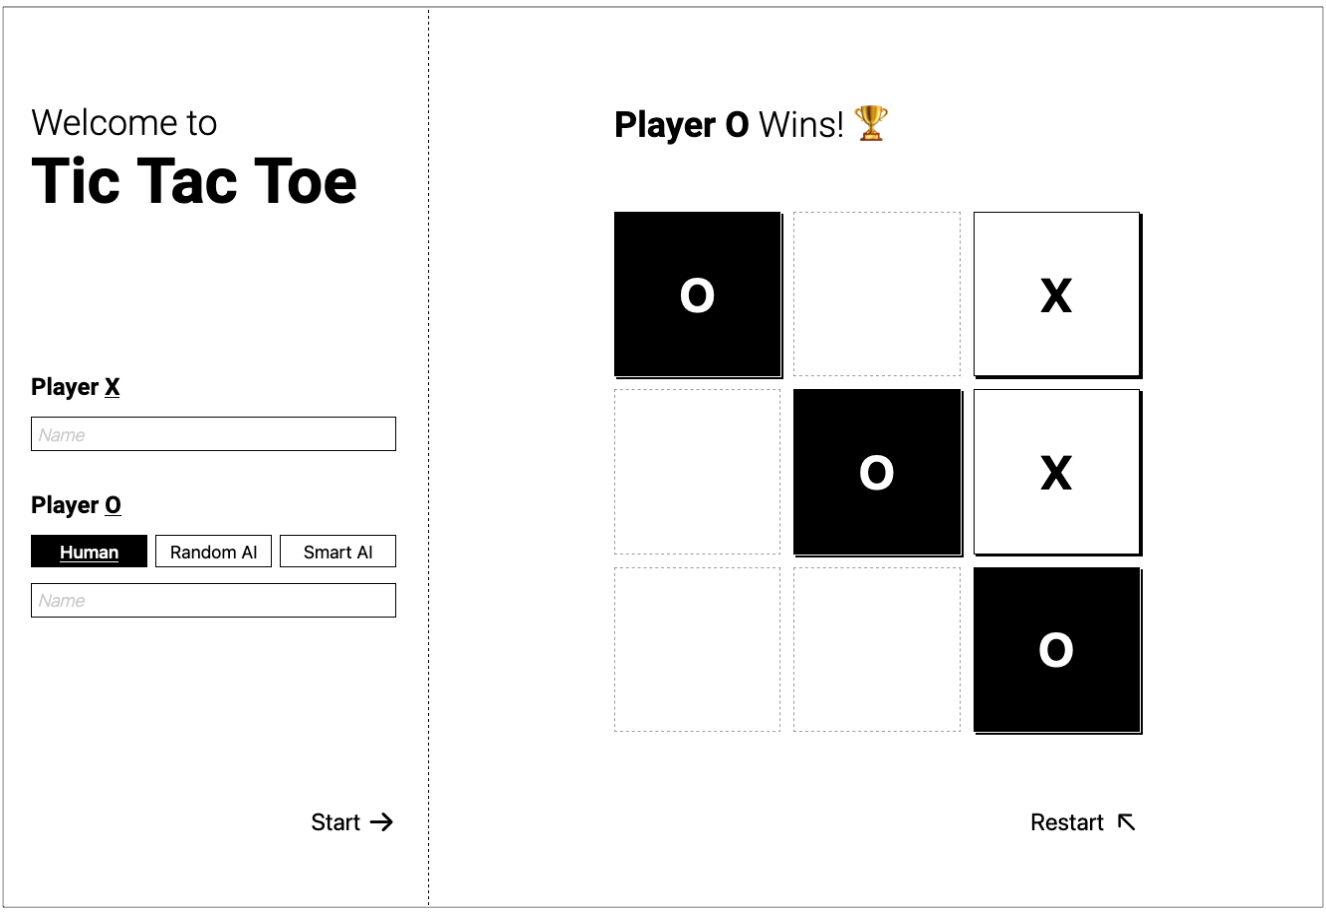 Welcome to
Tic Tac Toe
Player X
Name
Player O
Human Random AI Smart AI
Name
Start →
Player O Wins! 🏆
O X
O X
O
Restart ↖